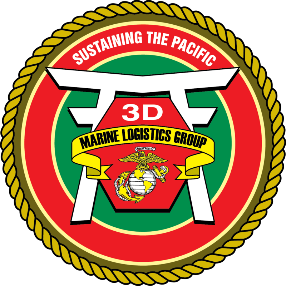 SUSTAINING THE PACIFIC
3D
MARINE LOGISTICS GROUP